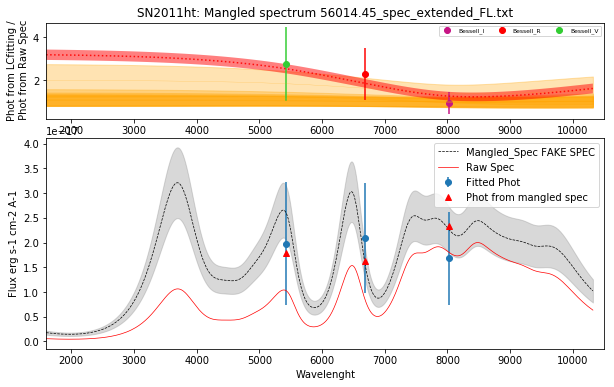 SN2011ht: Mangled spectrum 56014.45_spec_extended_FL.txt
Phot from LCfitting /
Phot from Raw Spec
4
2
Bessell_I
Bessell_R
Bessell_V
2000 3000 4000 5000 6000 7000 8000 9000 10000
1e−17
Flux erg s-1 cm-2 A-1
4.0
3.5
3.0
2.5
2.0
1.5
1.0
0.5
0.0
Mangled_Spec FAKE SPEC
Raw Spec
Fitted Phot
Phot from mangled spec
2000 3000 4000 5000 6000 7000 8000 9000 10000
Wavelenght